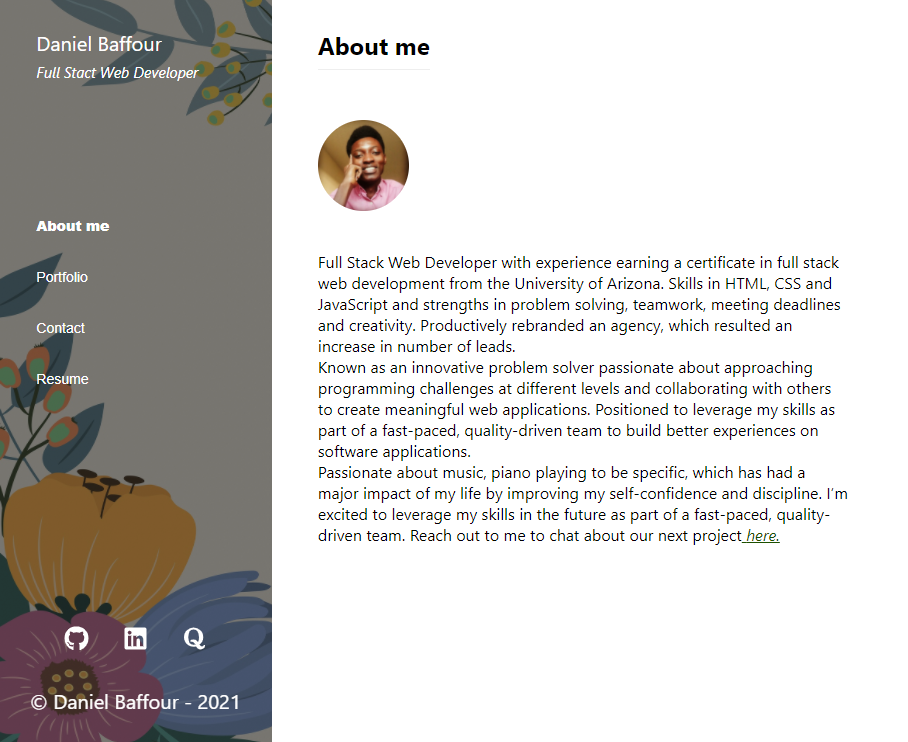 Daniel Baffour
Full Stact Web Developer
About me
Portfolio
Contact
Resume
© Daniel Baffour - 2021
About me
Full Stack Web Developer with experience earning a certificate in full stack
web development from the University of Arizona. Skills in HTML, CSS and
JavaScript and strengths in problem solving, teamwork, meeting deadlines
and creativity. Productively rebranded an agency, which resulted an
increase in number of leads.
Known as an innovative problem solver passionate about approaching
programming challenges at different levels and collaborating with others
to create meaningful web applications. Positioned to leverage my skills as
part of a fast-paced, quality-driven team to build better experiences on
software applications.
Passionate about music, piano playing to be specific, which has had a
major impact of my life by improving my self-confidence and discipline. I'm
excited to leverage my skills in the future as part of a fast-paced, quality-
driven team. Reach out to me to chat about our next project here.